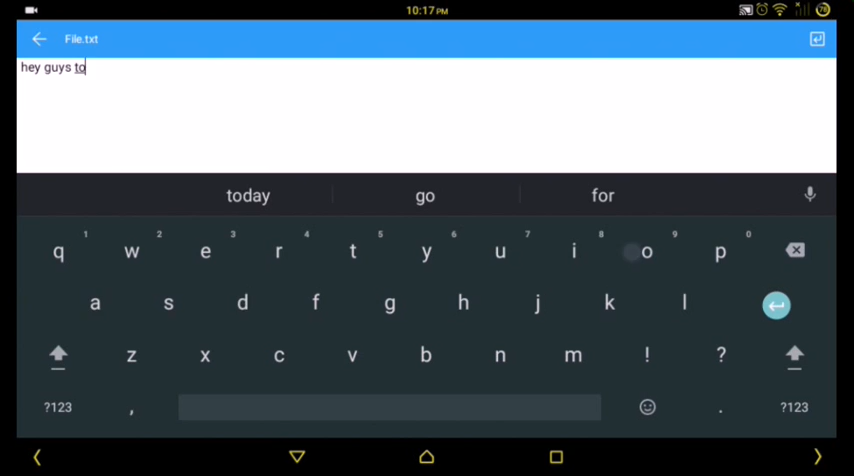 10:17 PM
78
File.txt
hey guys to
today go for
1 2 3 4 5 6 7 8 9 0
q w e r t y u i o p
a s d f g h j k l
z x c v b n m ! ?
?123 , . ?123